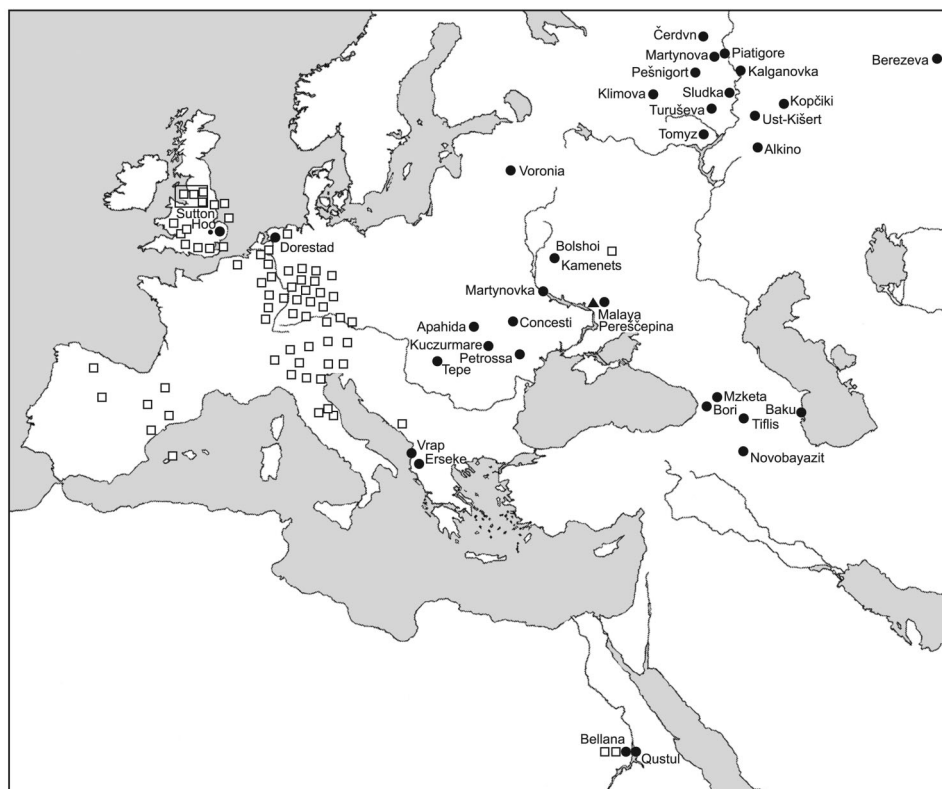 Čerdvn
Martynova
Piatigore
Berezeva
Pešnigort
Kalganovka
Klimova
Sludka
Kopčiki
Turuševa
Ust-Kišert
Tomyz
Alkino
Voronia
Sutton
Hoo
Dorestad
Bolshoi
Kamenets
Martynovka
Malaya
Pereščepina
Apahida
Concesti
Kuczurmare
Petrossa
Tepe
Mzketa
Bori
Baku
Tiflis
Novobayazit
Vrap
Erseke
Bellana
Qustul